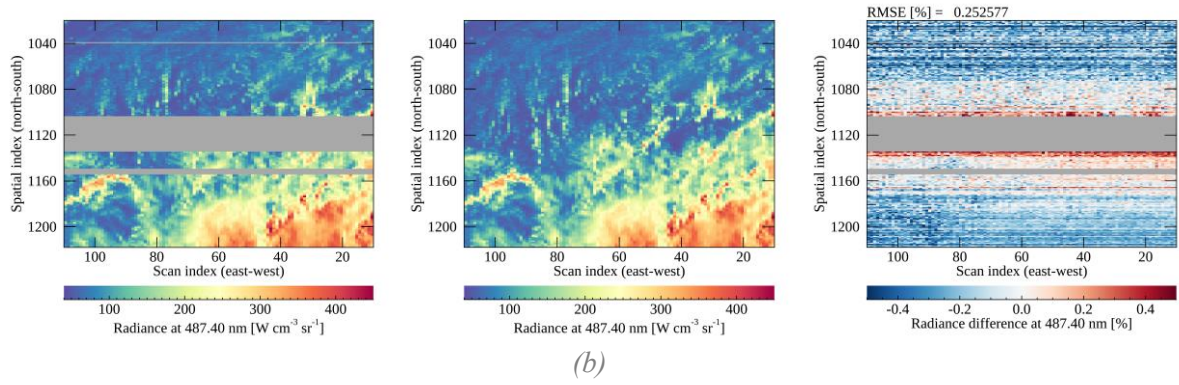 RMSE [%] = 0.252577
Spatial index (north-south)
1040
1080
1120
1160
1200
100 80 60 40 20
Scan index (east-west)
100 200 300 400
Radiance at 487.40 nm [W cm⁻³ sr⁻¹]
Spatial index (north-south)
1040
1080
1120
1160
1200
100 80 60 40 20
Scan index (east-west)
100 200 300 400
Radiance at 487.40 nm [W cm⁻³ sr⁻¹]
Spatial index (north-south)
1040
1080
1120
1160
1200
100 80 60 40 20
Scan index (east-west)
-0.4 -0.2 0.0 0.2 0.4
Radiance difference at 487.40 nm [%]
(b)